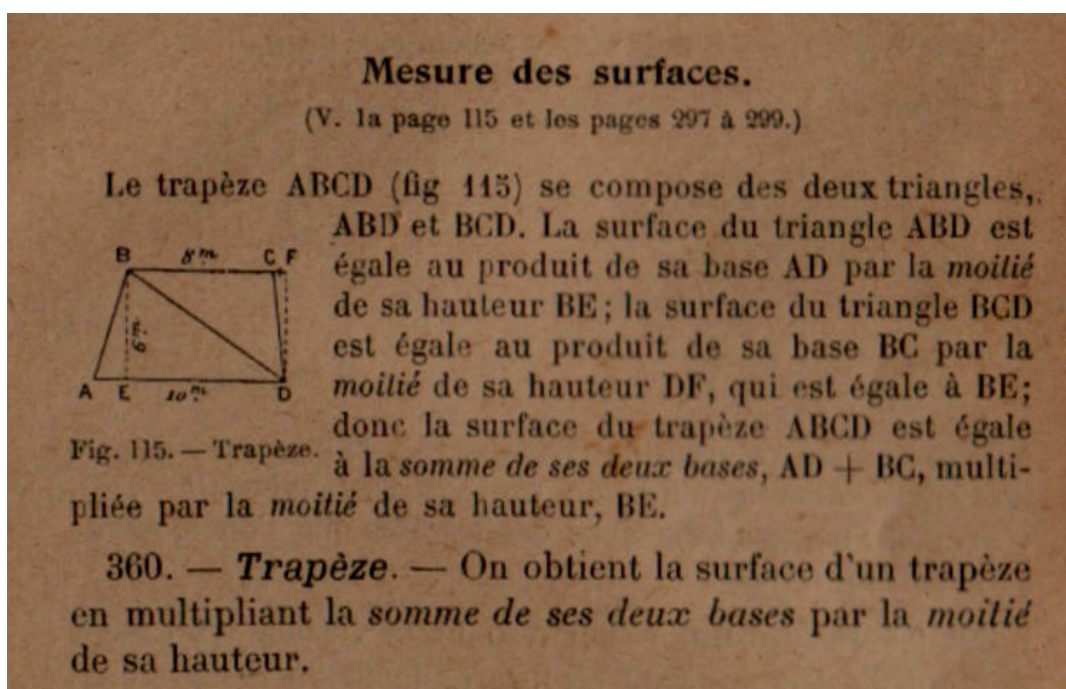 Mesure des surfaces.
(V. la page 115 et les pages 297 à 299.)
Le trapèze ABCD (fig 115) se compose des deux triangles,
ABD et BCD. La surface du triangle ABD est
égale au produit de sa base AD par la moitié
de sa hauteur BE; la surface du triangle BCD
est égale au produit de sa base BC par la
moitié de sa hauteur DF, qui est égale à BE;
donc la surface du trapèze ABCD est égale
à la somme de ses deux bases, AD + BC, multi-
pliée par la moitié de sa hauteur, BE.
B 8m C F
6m
A E 10m D
Fig. 115. — Trapèze.
360. — Trapèze. — On obtient la surface d'un trapèze
en multipliant la somme de ses deux bases par la moitié
de sa hauteur.